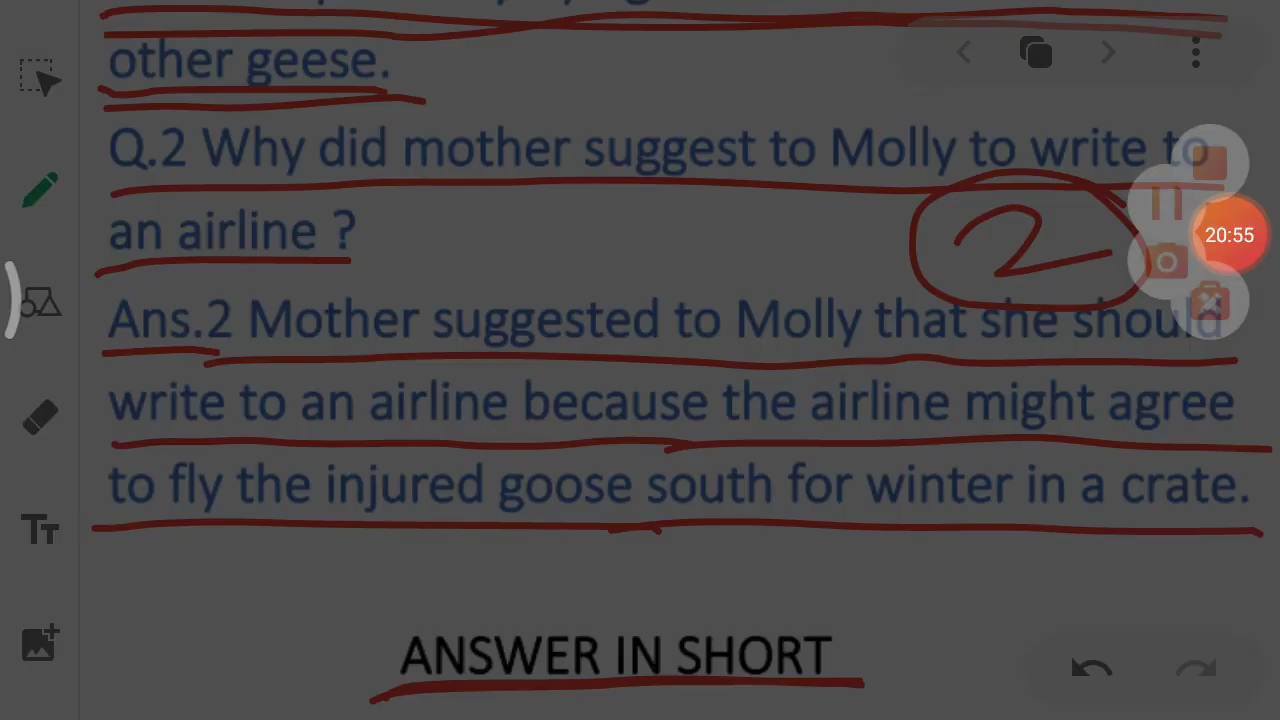 other geese.
Q.2 Why did mother suggest to Molly to write to
an airline ?
2
20:55
Ans.2 Mother suggested to Molly that she should
write to an airline because the airline might agree
to fly the injured goose south for winter in a crate.
TT
ANSWER IN SHORT